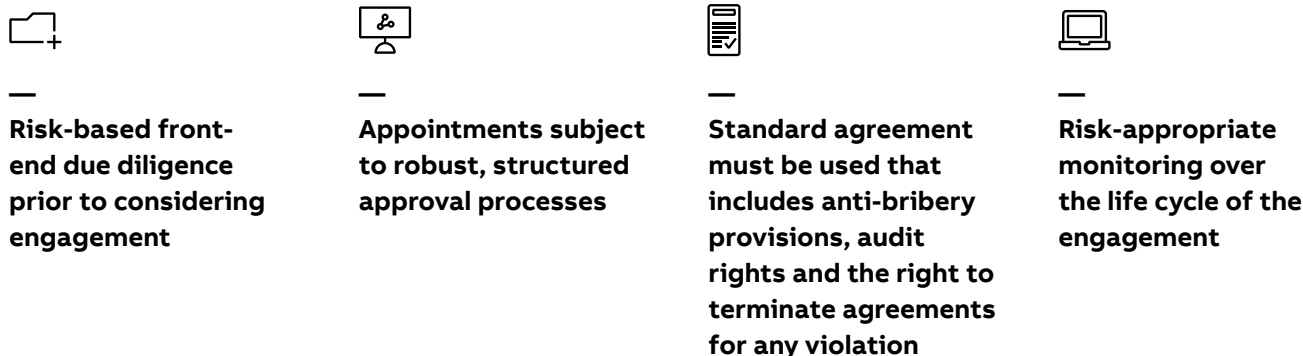 Risk-based front-
end due diligence
prior to considering
engagement
Appointments subject
to robust, structured
approval processes
Standard agreement
must be used that
includes anti-bribery
provisions, audit
rights and the right to
terminate agreements
for any violation
Risk-appropriate
monitoring over
the life cycle of the
engagement